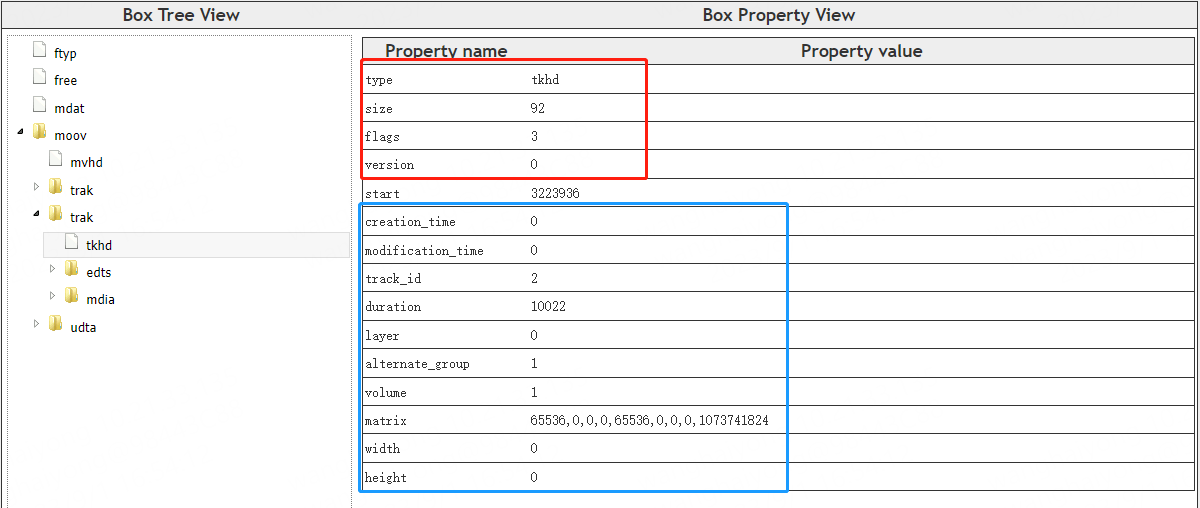 Box Tree View
Box Property View
ftyp
free
mdat
moov
mvhd
trak
trak
tkhd
edts
mdia
udta
Property name Property value
type tkhd
size 92
flags 3
version 0
start 3223936
creation_time 0
modification_time 0
track_id 2
duration 10022
layer 0
alternate_group 1
volume 1
matrix 65536,0,0,0,65536,0,0,0,1073741824
width 0
height 0